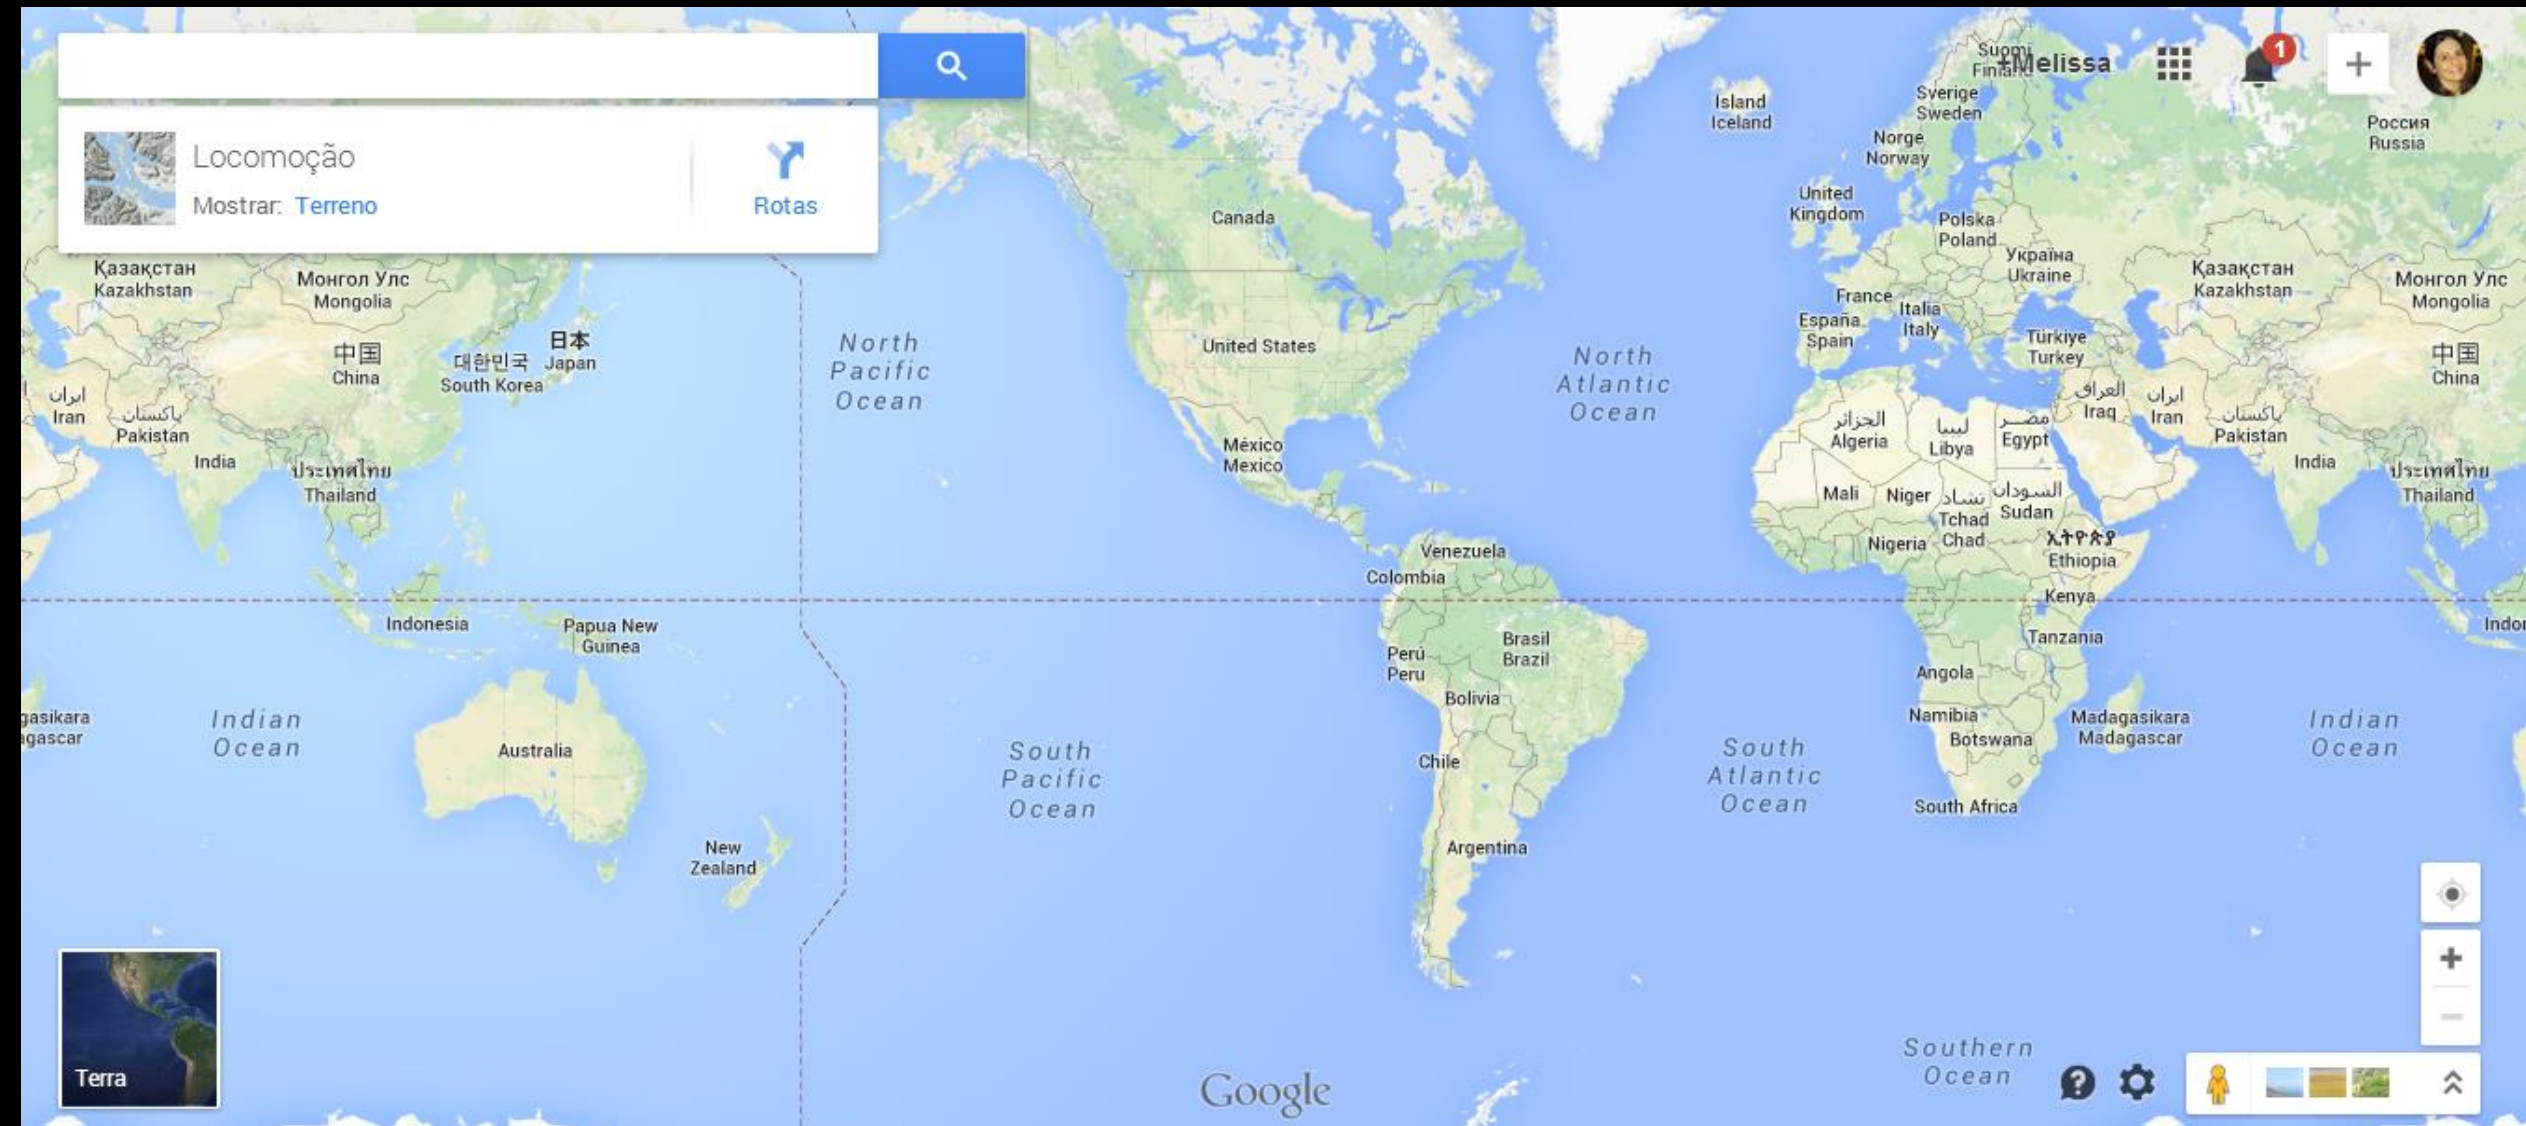 +Melissa
1
Locomoção
Mostrar: Terreno
Rotas
Suomi
Sverige
Sweden
Ísland
Iceland
Norge
Norway
Россия
Russia
United
Kingdom
Canada
Polska
Poland
Україна
Ukraine
Қазақстан
Kazakhstan
Монгол Улс
Mongolia
Қазақстан
Kazakhstan
Монгол Улс
Mongolia
France
Italia
Italy
España
Spain
Türkiye
Turkey
中国
China
대한민국
South Korea
日本
Japan
North
Pacific
Ocean
United States
North
Atlantic
Ocean
中国
China
ایران
Iran
پاکستان
Pakistan
India
ประเทศไทย
Thailand
México
Mexico
الجزائر
Algeria
ليبيا
Libya
مصر
Egypt
العراق
Iraq
ایران
Iran
پاکستان
Pakistan
India
ประเทศไทย
Thailand
Mali
Niger
تشاد
Tchad
Chad
السودان
Sudan
Nigeria
ኢትዮጵያ
Ethiopia
Kenya
Venezuela
Colombia
Indonesia
Papua New
Guinea
Brasil
Brazil
Perú
Peru
Bolivia
Tanzania
Angola
Indor
gasikara
agascar
Indian
Ocean
Australia
South
Pacific
Ocean
Chile
South
Atlantic
Ocean
Namibia
Botswana
Madagasikara
Madagascar
Indian
Ocean
South Africa
New
Zealand
Argentina
Southern
Ocean
Terra
Google